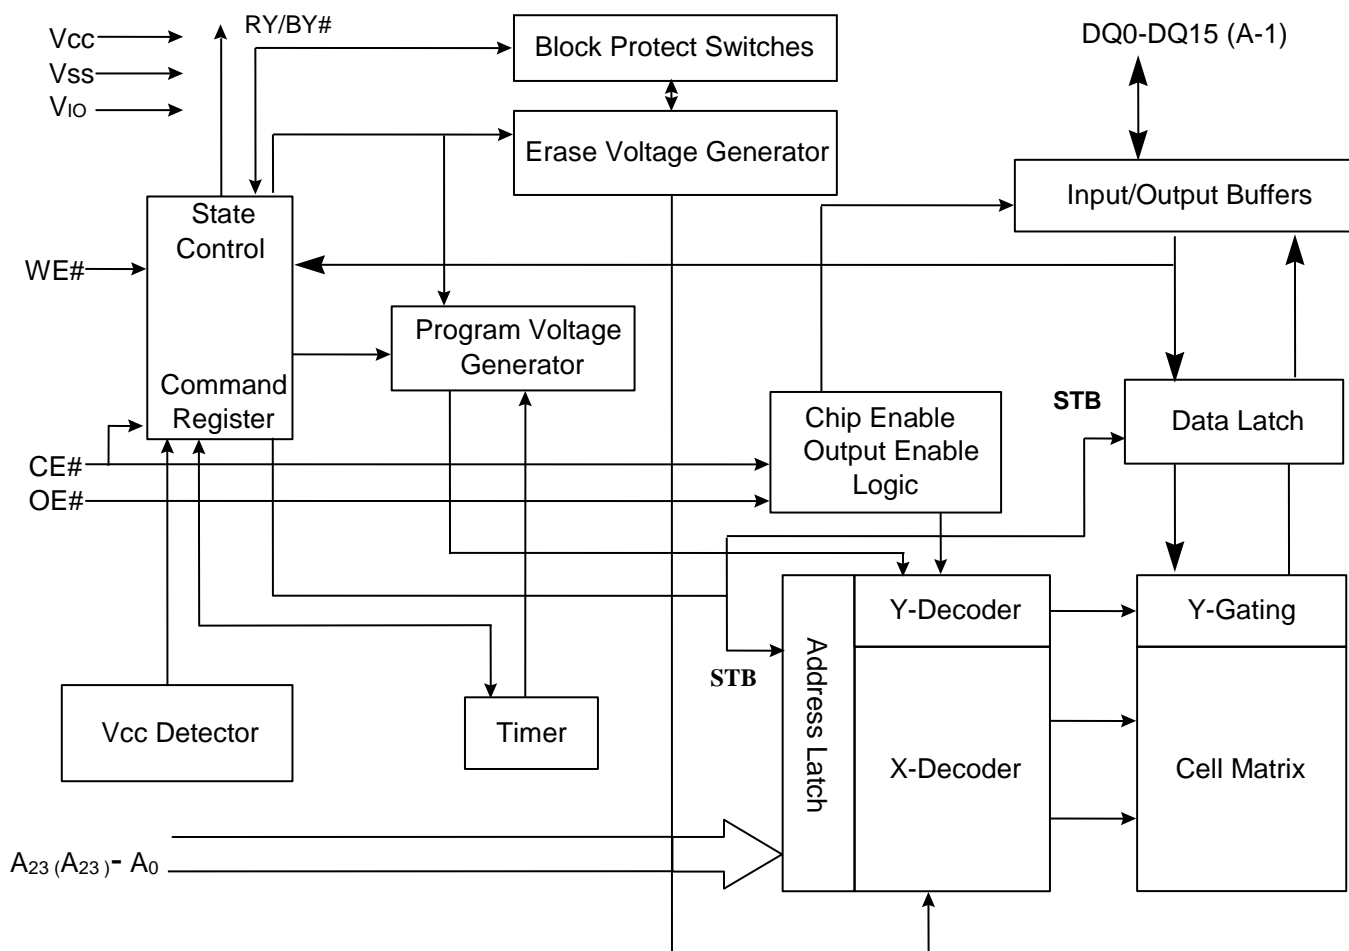 Vcc
Vss
VIO
RY/BY#
Block Protect Switches
DQ0-DQ15 (A-1)
Erase Voltage Generator
Input/Output Buffers
State
Control
WE#
Program Voltage
Generator
Command
Register
Chip Enable
Output Enable
Logic
STB
Data Latch
CE#
OE#
Address Latch
Y-Decoder
Y-Gating
STB
Vcc Detector
Timer
X-Decoder
Cell Matrix
A23 (A23 )- A0